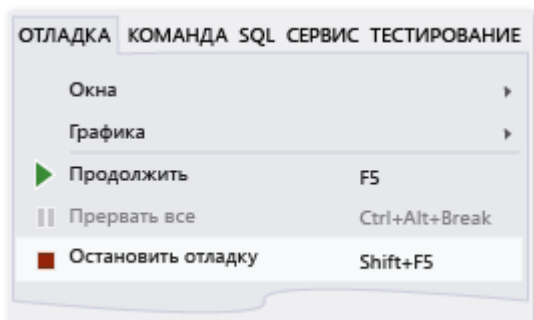 ОТЛАДКА КОМАНДА SQL СЕРВИС ТЕСТИРОВАНИЕ
Окна
Графика
Продолжить F5
Прервать все Ctrl+Alt+Break
Остановить отладку Shift+F5